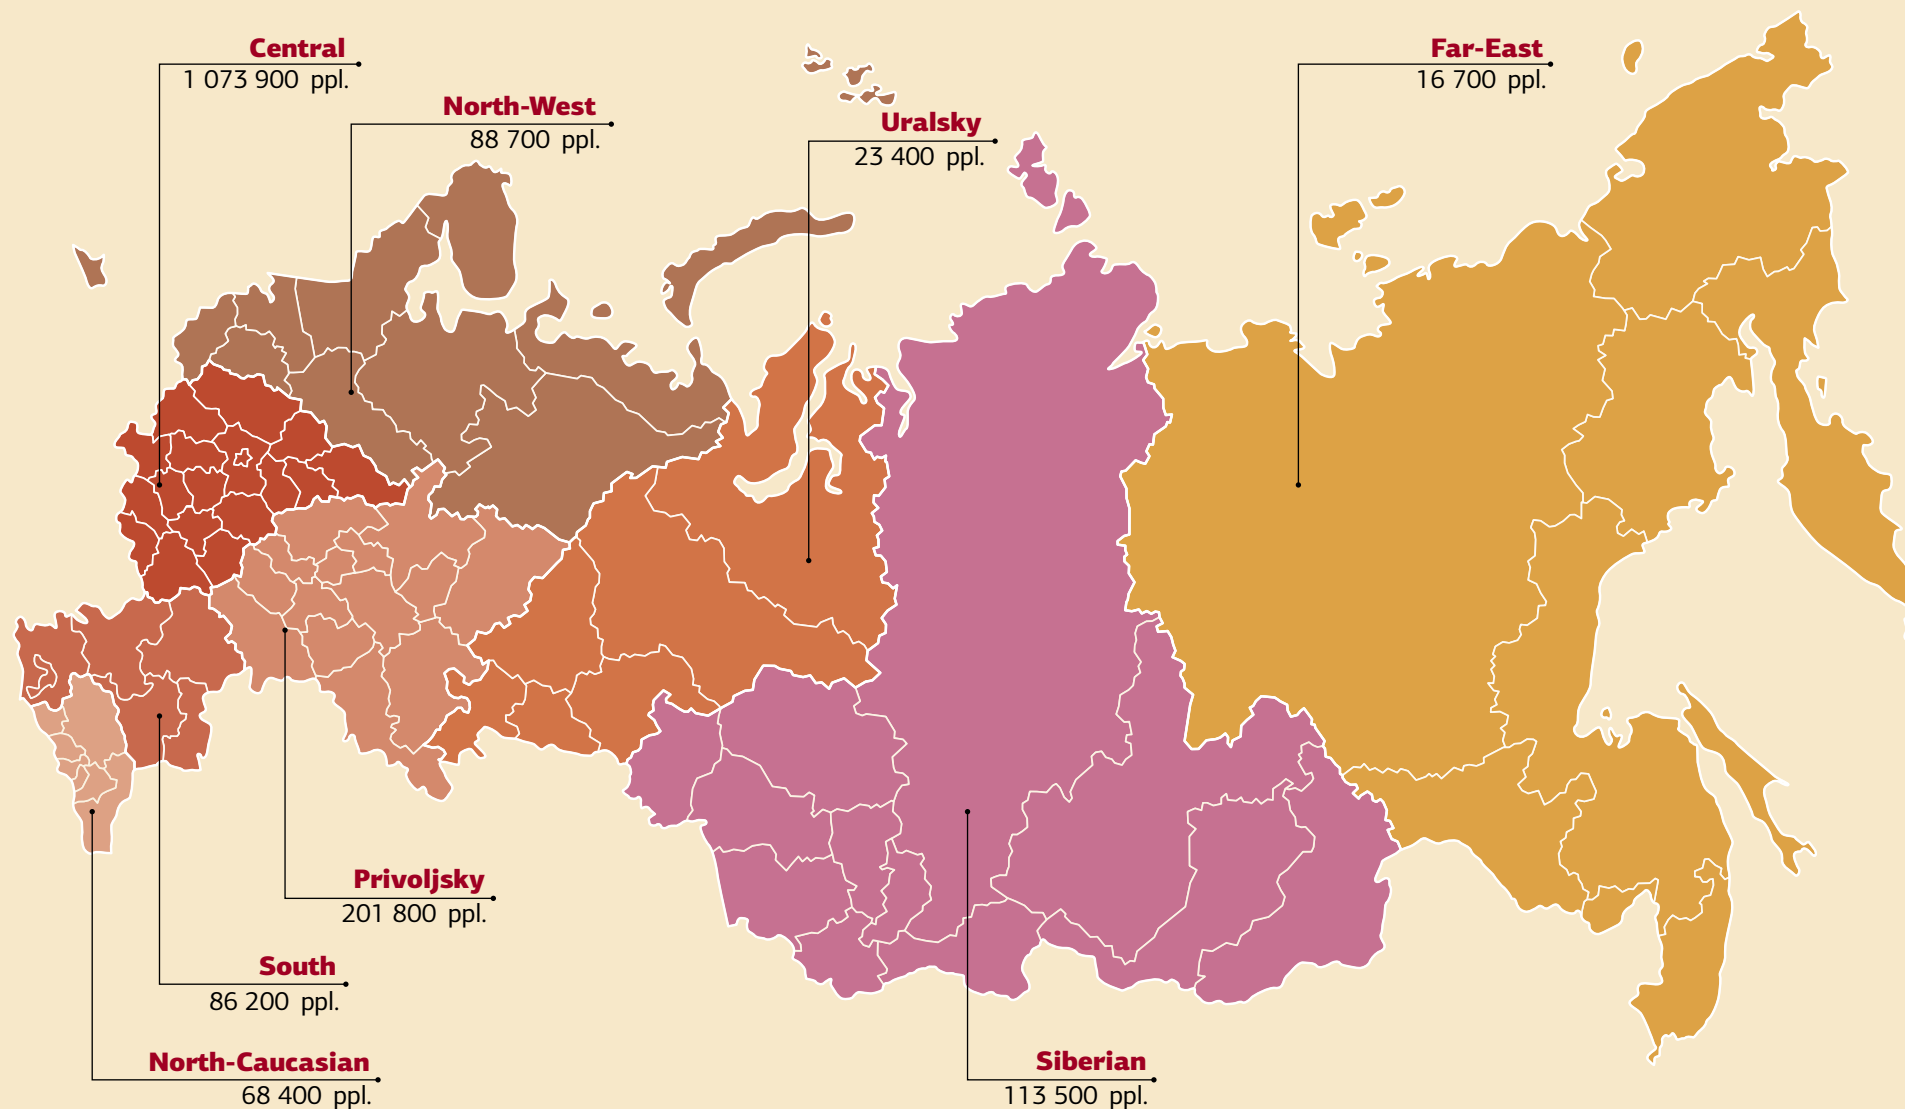 Central
1 073 900 ppl.
North-West
88 700 ppl.
Uralsky
23 400 ppl.
Far-East
16 700 ppl.
Privoljsky
201 800 ppl.
South
86 200 ppl.
North-Caucasian
68 400 ppl.
Siberian
113 500 ppl.